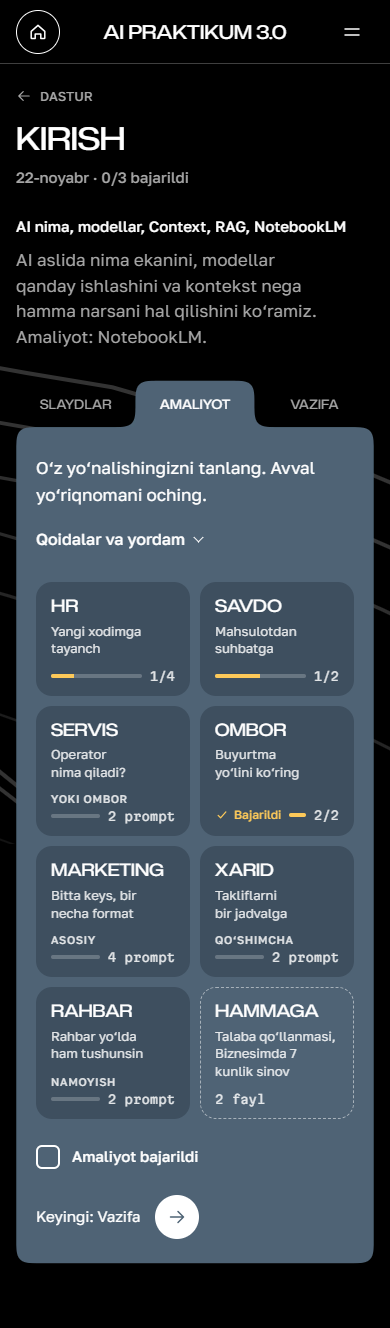 AI PRAKTIKUM 3.0
← DASTUR
KIRISH
22-noyabr · 0/3 bajarildi
AI nima, modellar, Context, RAG, NotebookLM
AI aslida nima ekanini, modellar
qanday ishlashini va kontekst nega
hamma narsani hal qilishini ko‘ramiz.
Amaliyot: NotebookLM.
SLAYDLAR
AMALIYOT
VAZIFA
O‘z yo‘nalishingizni tanlang. Avval
yo‘riqnomani oching.
Qoidalar va yordam
HR
Yangi xodimga
tayanch
1/4
SAVDO
Mahsulotdan
suhbatga
1/2
SERVIS
Operator
nima qiladi?
YOKI OMBOR
2 prompt
OMBOR
Buyurtma
yo‘lini ko‘ring
✓ Bajarildi
2/2
MARKETING
Bitta keys, bir
necha format
ASOSIY
4 prompt
XARID
Takliflarni
bir jadvalga
QO‘SHIMCHA
2 prompt
RAHBAR
Rahbar yo‘lda
ham tushunsin
NAMOYISH
2 prompt
HAMMAGA
Talaba qo‘llanmasi,
Biznesimda 7
kunlik sinov
2 fayl
Amaliyot bajarildi
Keyingi: Vazifa →